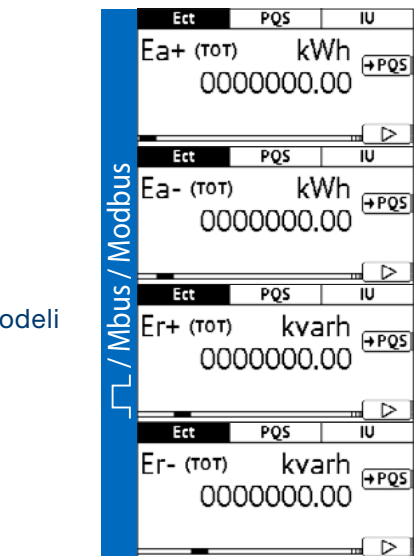 Ect PQS IU
Ea+ (TOT) kWh
→PQS
0000000.00
Ect PQS IU
Ea- (TOT) kWh
→PQS
0000000.00
Ect PQS IU
Er+ (TOT) kvarh
→PQS
0000000.00
Ect PQS IU
Er- (TOT) kvarh
→PQS
0000000.00
/ Mbus / Modbus
odeli